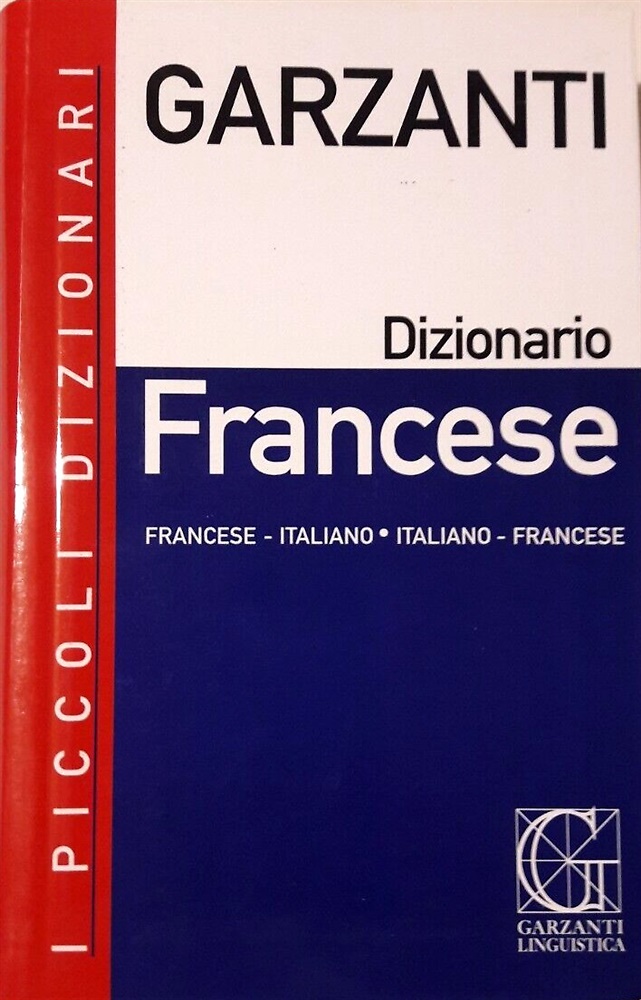 GARZANTI
Dizionario
Francese
FRANCESE - ITALIANO • ITALIANO - FRANCESE
I PICCOLI DIZIONARI
G
GARZANTI
LINGUISTICA